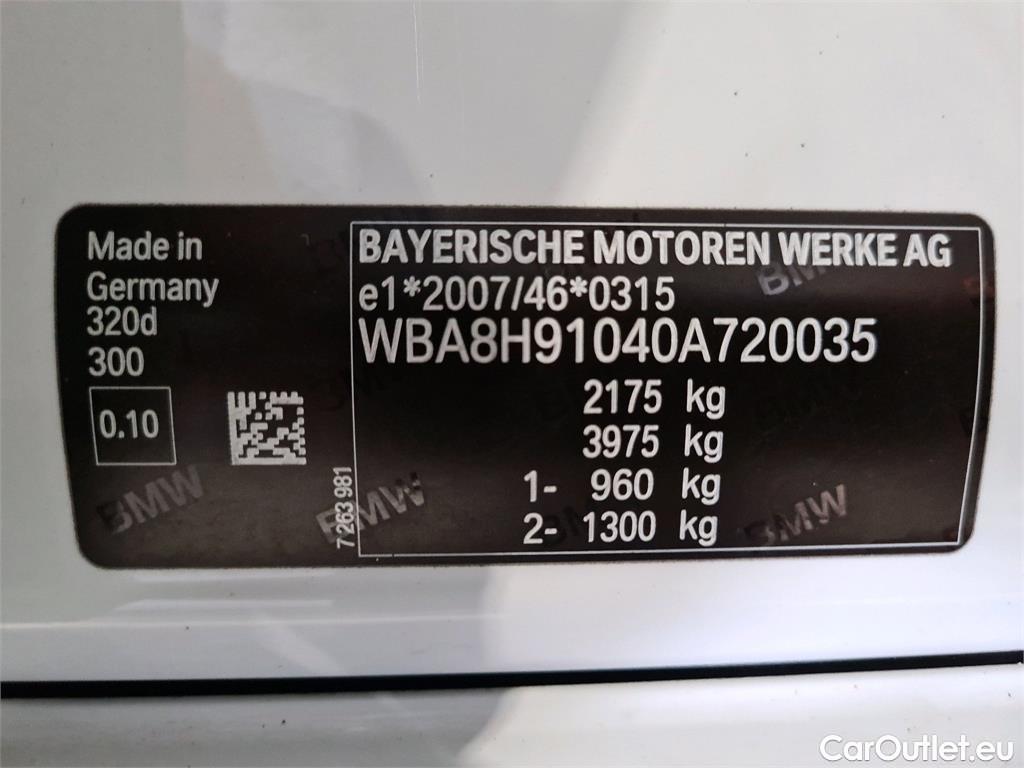 Made in
Germany
320d
300
0.10
7 263 981
BAYERISCHE MOTOREN WERKE AG
e1*2007/46*0315
WBA8H91040A720035
2175 kg
3975 kg
1- 960 kg
2- 1300 kg
BMW
BMW
BMW
BMW
BMW
CarOutlet.eu